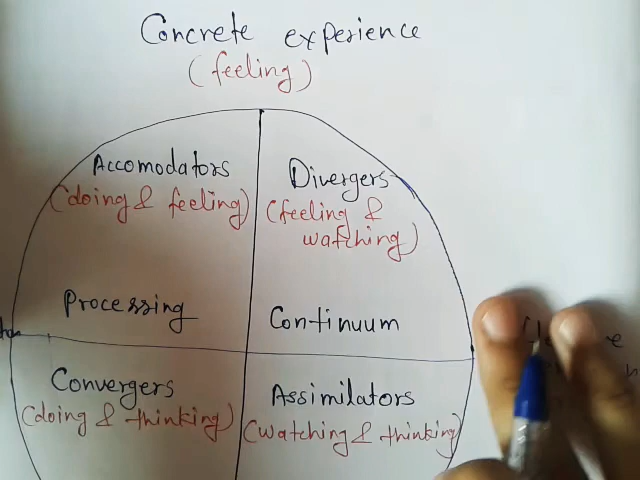 Concrete experience
(feeling)
Accomodators
(doing & feeling)
Divergers
(feeling &
watching)
Processing
Continuum
Convergers
(doing & thinking)
Assimilators
(watching & thinking)